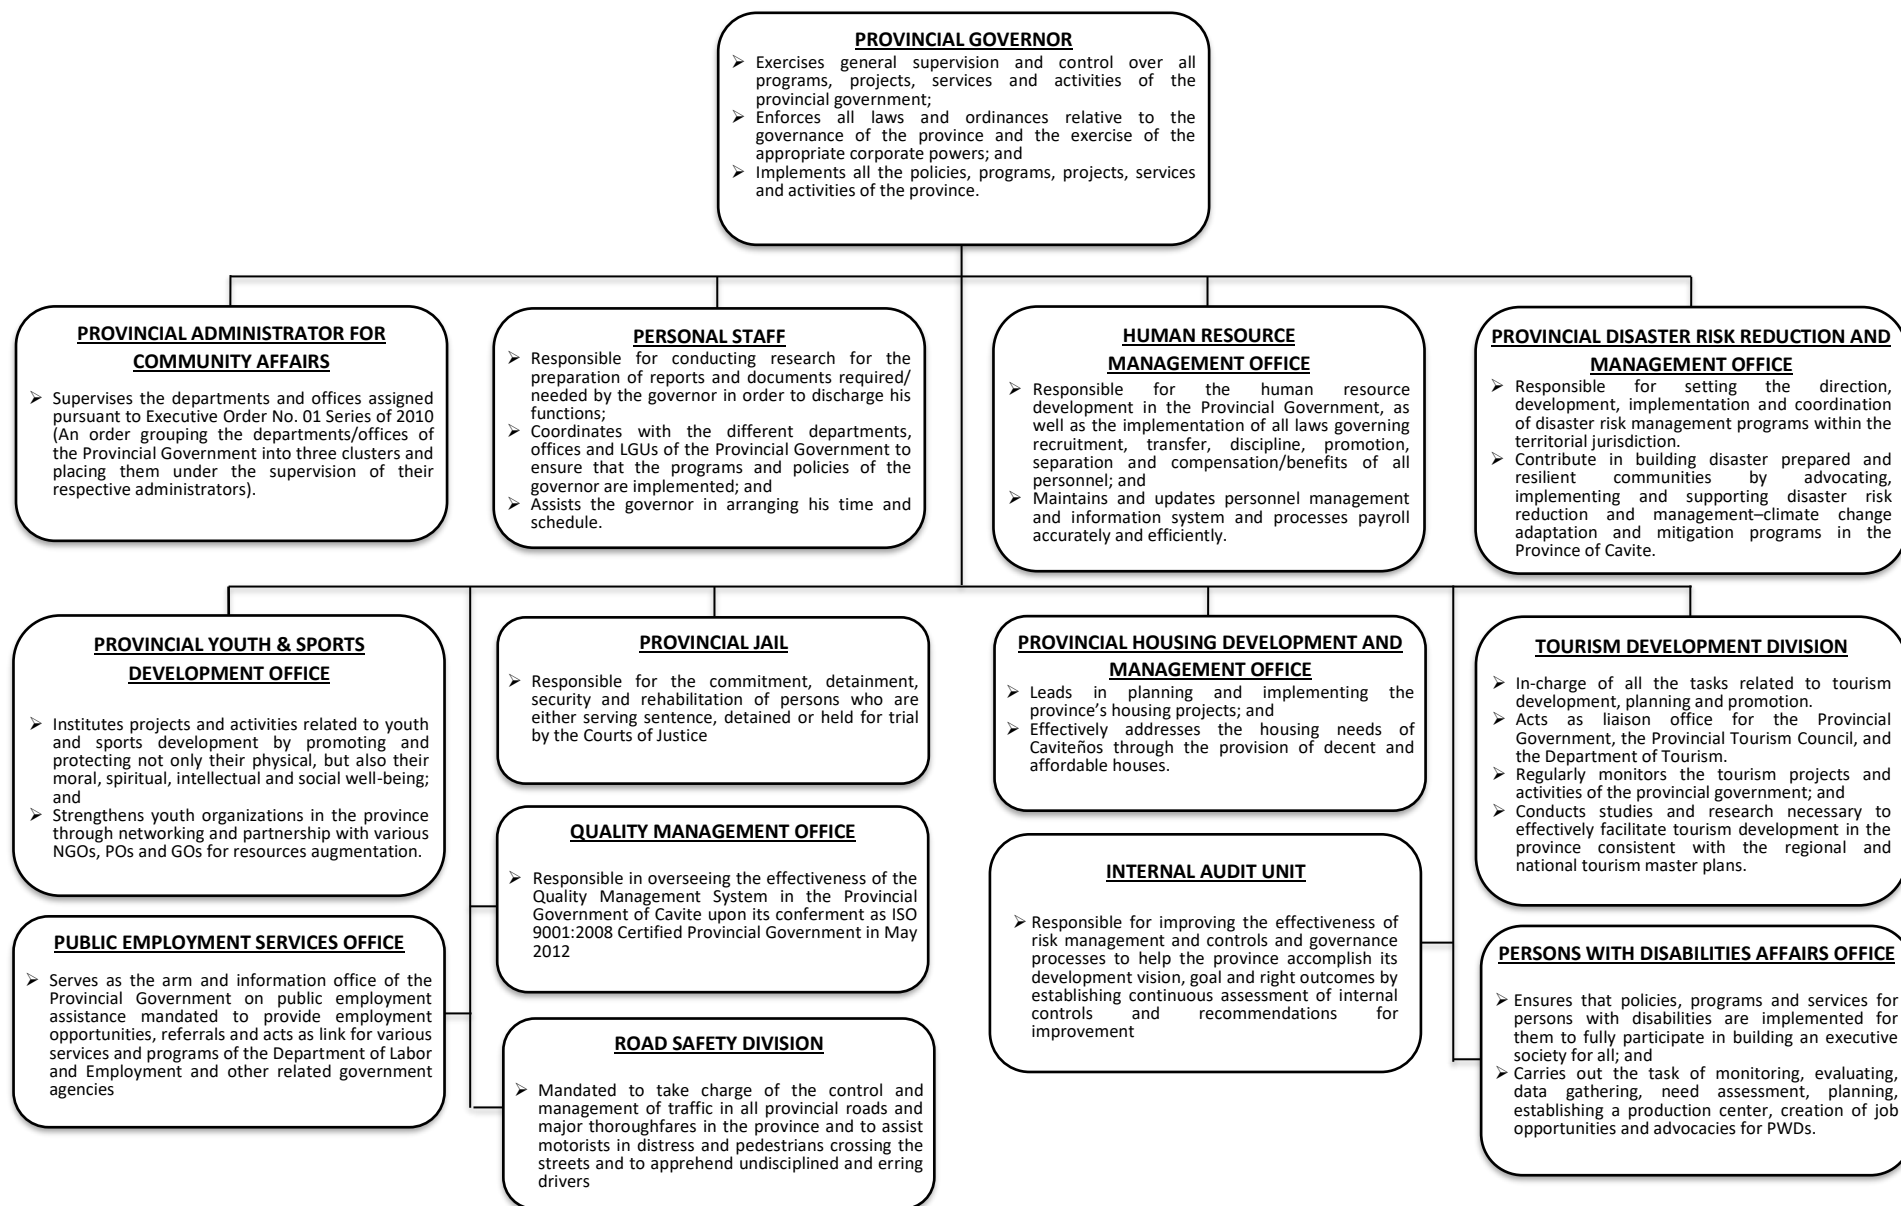 PROVINCIAL GOVERNOR
➢ Exercises general supervision and control over all
programs, projects, services and activities of the
provincial government;
➢ Enforces all laws and ordinances relative to the
governance of the province and the exercise of the
appropriate corporate powers; and
➢ Implements all the policies, programs, projects, services
and activities of the province.
PROVINCIAL ADMINISTRATOR FOR
COMMUNITY AFFAIRS
➢ Supervises the departments and offices assigned
pursuant to Executive Order No. 01 Series of 2010
(An order grouping the departments/offices of
the Provincial Government into three clusters and
placing them under the supervision of their
respective administrators).
PERSONAL STAFF
➢ Responsible for conducting research for the
preparation of reports and documents required/
needed by the governor in order to discharge his
functions;
➢ Coordinates with the different departments,
offices and LGUs of the Provincial Government to
ensure that the programs and policies of the
governor are implemented; and
➢ Assists the governor in arranging his time and
schedule.
HUMAN RESOURCE
MANAGEMENT OFFICE
➢ Responsible for the human resource
development in the Provincial Government, as
well as the implementation of all laws governing
recruitment, transfer, discipline, promotion,
separation and compensation/benefits of all
personnel; and
➢ Maintains and updates personnel management
and information system and processes payroll
accurately and efficiently.
PROVINCIAL DISASTER RISK REDUCTION AND
MANAGEMENT OFFICE
➢ Responsible for setting the direction,
development, implementation and coordination
of disaster risk management programs within the
territorial jurisdiction.
➢ Contribute in building disaster prepared and
resilient communities by advocating,
implementing and supporting disaster risk
reduction and management–climate change
adaptation and mitigation programs in the
Province of Cavite.
PROVINCIAL YOUTH & SPORTS
DEVELOPMENT OFFICE
➢ Institutes projects and activities related to youth
and sports development by promoting and
protecting not only their physical, but also their
moral, spiritual, intellectual and social well-being;
and
➢ Strengthens youth organizations in the province
through networking and partnership with various
NGOs, POs and GOs for resources augmentation.
PROVINCIAL JAIL
➢ Responsible for the commitment, detainment,
security and rehabilitation of persons who are
either serving sentence, detained or held for trial
by the Courts of Justice
PROVINCIAL HOUSING DEVELOPMENT AND
MANAGEMENT OFFICE
➢ Leads in planning and implementing the
province's housing projects; and
➢ Effectively addresses the housing needs of
Caviteños through the provision of decent and
affordable houses.
TOURISM DEVELOPMENT DIVISION
➢ In-charge of all the tasks related to tourism
development, planning and promotion.
➢ Acts as liaison office for the Provincial
Government, the Provincial Tourism Council, and
the Department of Tourism.
➢ Regularly monitors the tourism projects and
activities of the provincial government; and
➢ Conducts studies and research necessary to
effectively facilitate tourism development in the
province consistent with the regional and
national tourism master plans.
QUALITY MANAGEMENT OFFICE
➢ Responsible in overseeing the effectiveness of the
Quality Management System in the Provincial
Government of Cavite upon its conferment as ISO
9001:2008 Certified Provincial Government in May
2012
INTERNAL AUDIT UNIT
➢ Responsible for improving the effectiveness of
risk management and controls and governance
processes to help the province accomplish its
development vision, goal and right outcomes by
establishing continuous assessment of internal
controls and recommendations for
improvement
PUBLIC EMPLOYMENT SERVICES OFFICE
➢ Serves as the arm and information office of the
Provincial Government on public employment
assistance mandated to provide employment
opportunities, referrals and acts as link for various
services and programs of the Department of Labor
and Employment and other related government
agencies
PERSONS WITH DISABILITIES AFFAIRS OFFICE
➢ Ensures that policies, programs and services for
persons with disabilities are implemented for
them to fully participate in building an executive
society for all; and
➢ Carries out the task of monitoring, evaluating,
data gathering, need assessment, planning,
establishing a production center, creation of job
opportunities and advocacies for PWDs.
ROAD SAFETY DIVISION
➢ Mandated to take charge of the control and
management of traffic in all provincial roads and
major thoroughfares in the province and to assist
motorists in distress and pedestrians crossing the
streets and to apprehend undisciplined and erring
drivers